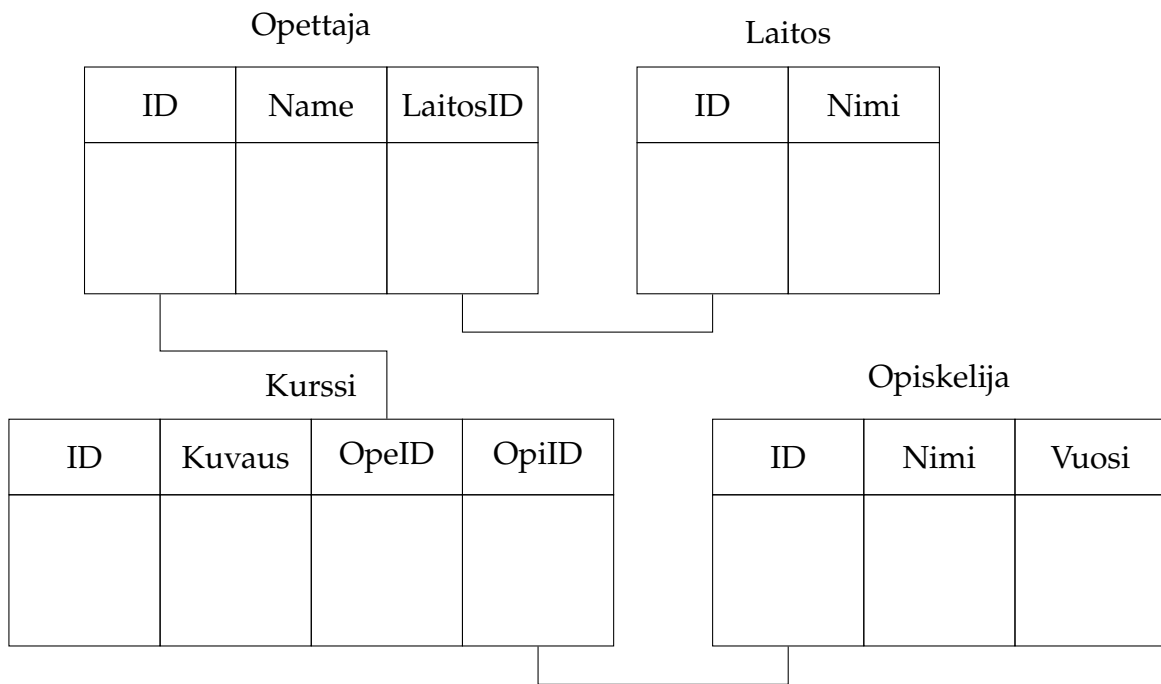 Opettaja
ID Name LaitosID
Laitos
ID Nimi
Kurssi
ID Kuvaus OpeID OpiID
Opiskelija
ID Nimi Vuosi